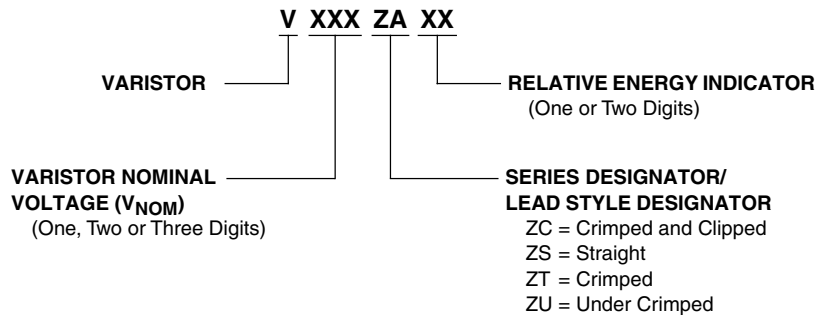 V XXX ZA XX
VARISTOR
RELATIVE ENERGY INDICATOR
(One or Two Digits)
VARISTOR NOMINAL
VOLTAGE (VNOM)
(One, Two or Three Digits)
SERIES DESIGNATOR/
LEAD STYLE DESIGNATOR
ZC = Crimped and Clipped
ZS = Straight
ZT = Crimped
ZU = Under Crimped